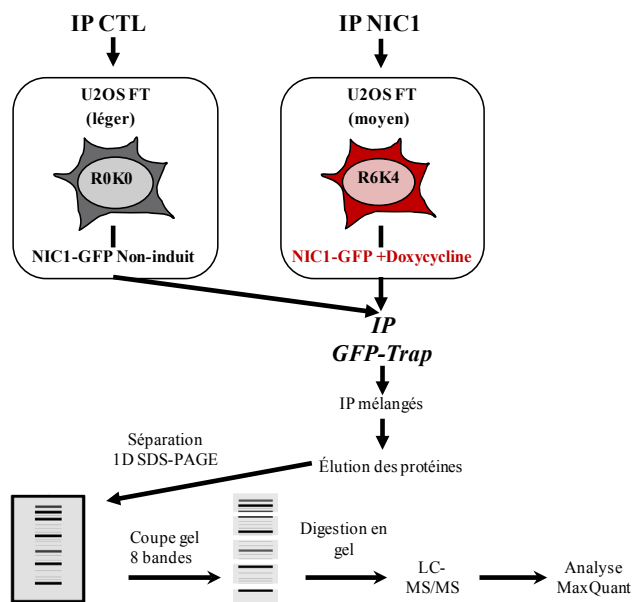 IP CTL
IP NIC1
U2OS FT
(léger)
R0K0
NIC1-GFP Non-induit
U2OS FT
(moyen)
R6K4
NIC1-GFP +Doxycycline
IP
GFP-Trap
IP mélangés
Élution des protéines
Séparation
1D SDS-PAGE
Coupe gel
8 bandes
Digestion en
gel
LC-
MS/MS
Analyse
MaxQuant